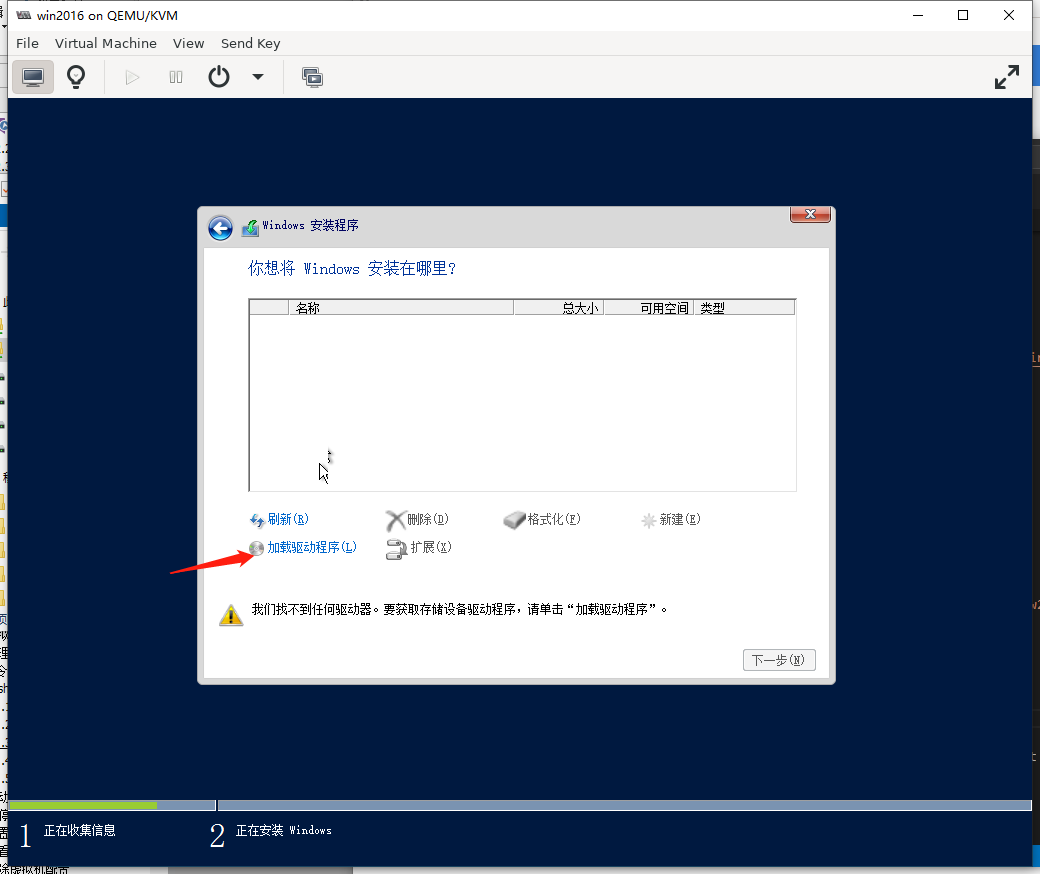 win2016 on QEMU/KVM
File Virtual Machine View Send Key
Windows 安装程序
你想将 Windows 安装在哪里?
名称 总大小 可用空间 类型
刷新(R) 删除(D) 格式化(F) 新建(E)
加载驱动程序(L) 扩展(X)
我们找不到任何驱动器。要获取存储设备驱动程序，请单击“加载驱动程序”。
下一步(N)
1 正在收集信息 2 正在安装 Windows